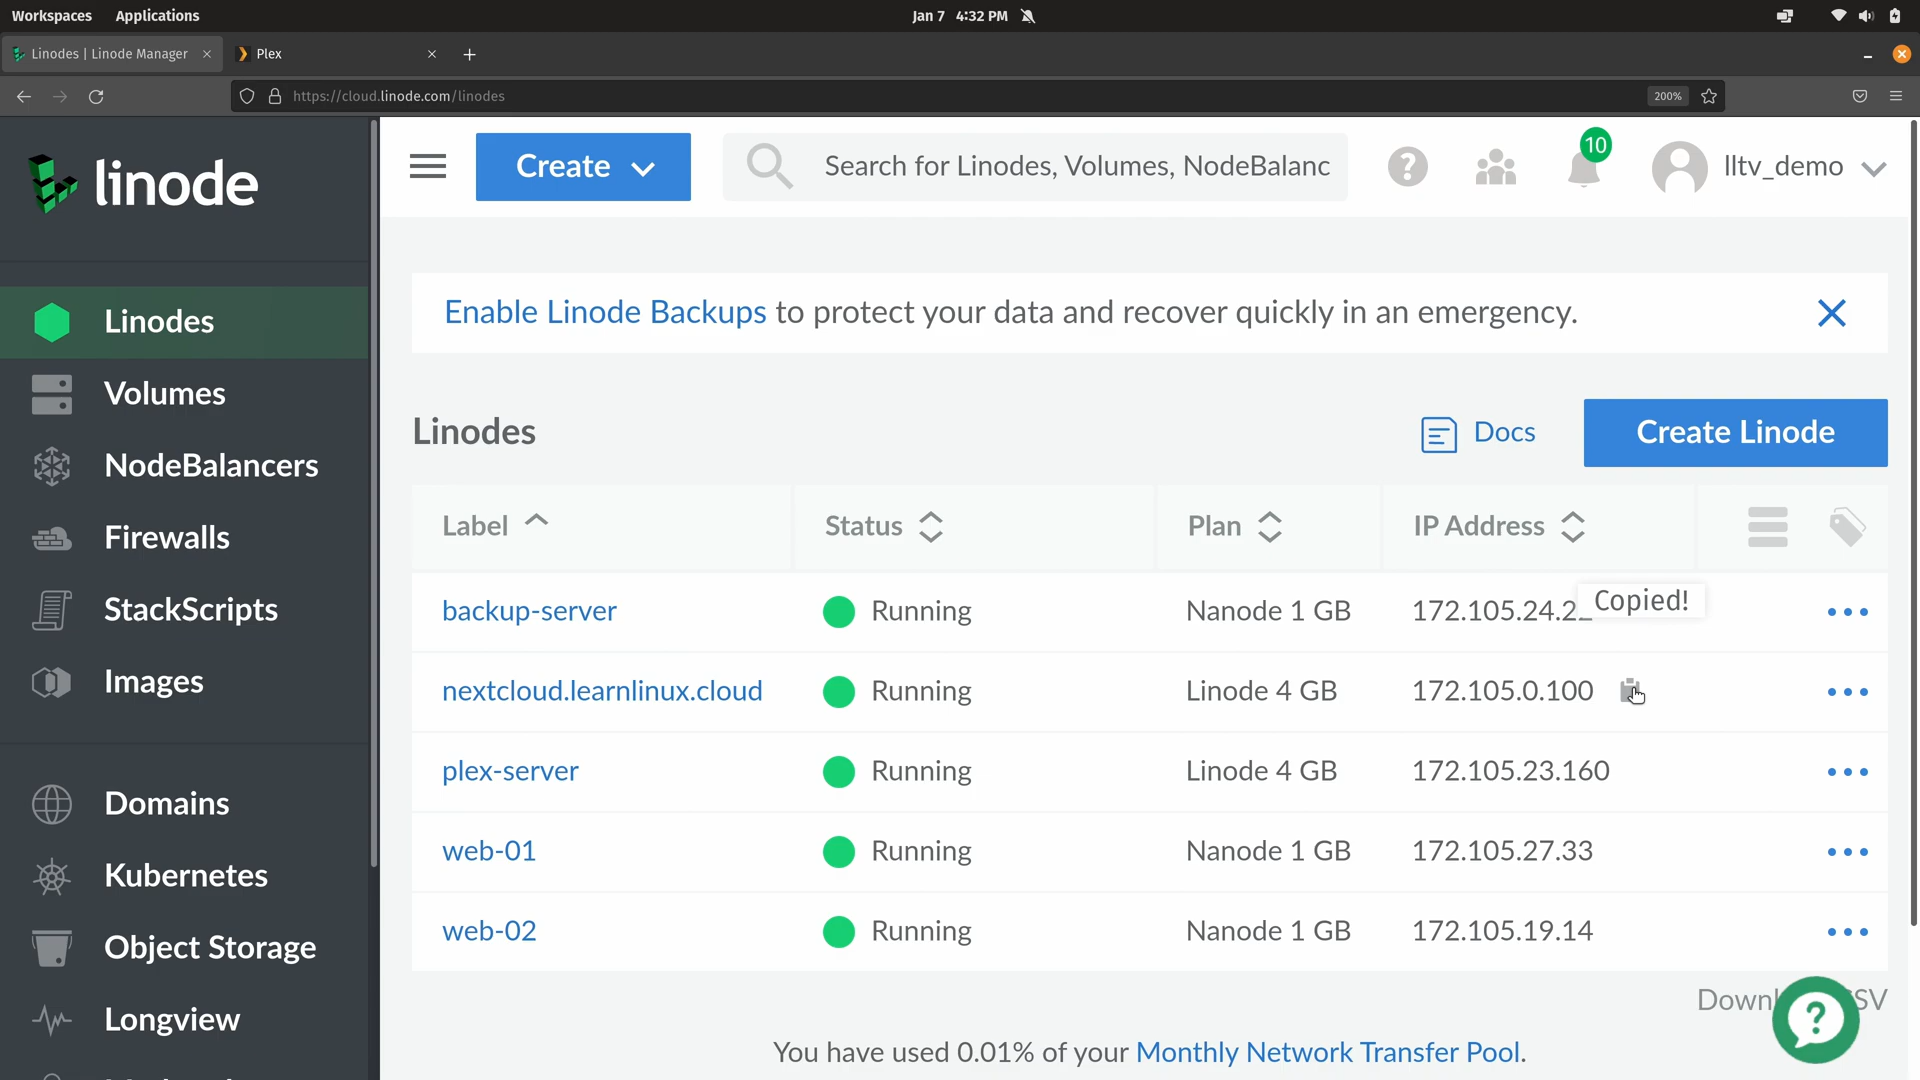 Workspaces Applications Jan 7 4:32 PM
Linodes | Linode Manager Plex
https://cloud.linode.com/linodes 200%
linode
Create Search for Linodes, Volumes, NodeBalanc 10 lltv_demo
Enable Linode Backups to protect your data and recover quickly in an emergency.
Linodes
Volumes
NodeBalancers
Firewalls
StackScripts
Images
Domains
Kubernetes
Object Storage
Longview
Linodes Docs Create Linode
Label Status Plan IP Address
Copied!
backup-server Running Nanode 1 GB
nextcloud.learnlinux.cloud Running Linode 4 GB 172.105.0.100
plex-server Running Linode 4 GB 172.105.23.160
web-01 Running Nanode 1 GB 172.105.27.33
web-02 Running Nanode 1 GB 172.105.19.14
You have used 0.01% of your Monthly Network Transfer Pool.